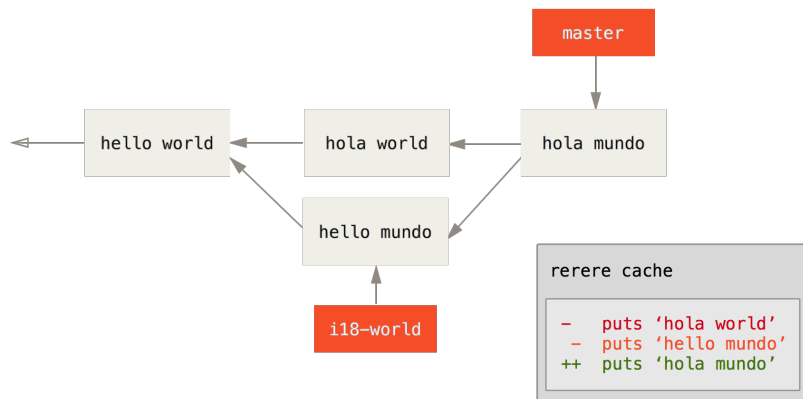 master
hello world
hola world
hola mundo
hello mundo
i18-world
rerere cache
-   puts ‘hola world’
 -  puts ‘hello mundo’
++  puts ‘hola mundo’